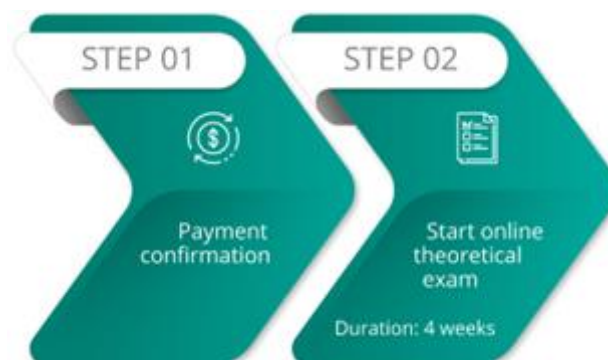 STEP 01
Payment
confirmation
STEP 02
Start online
theoretical
exam
Duration: 4 weeks